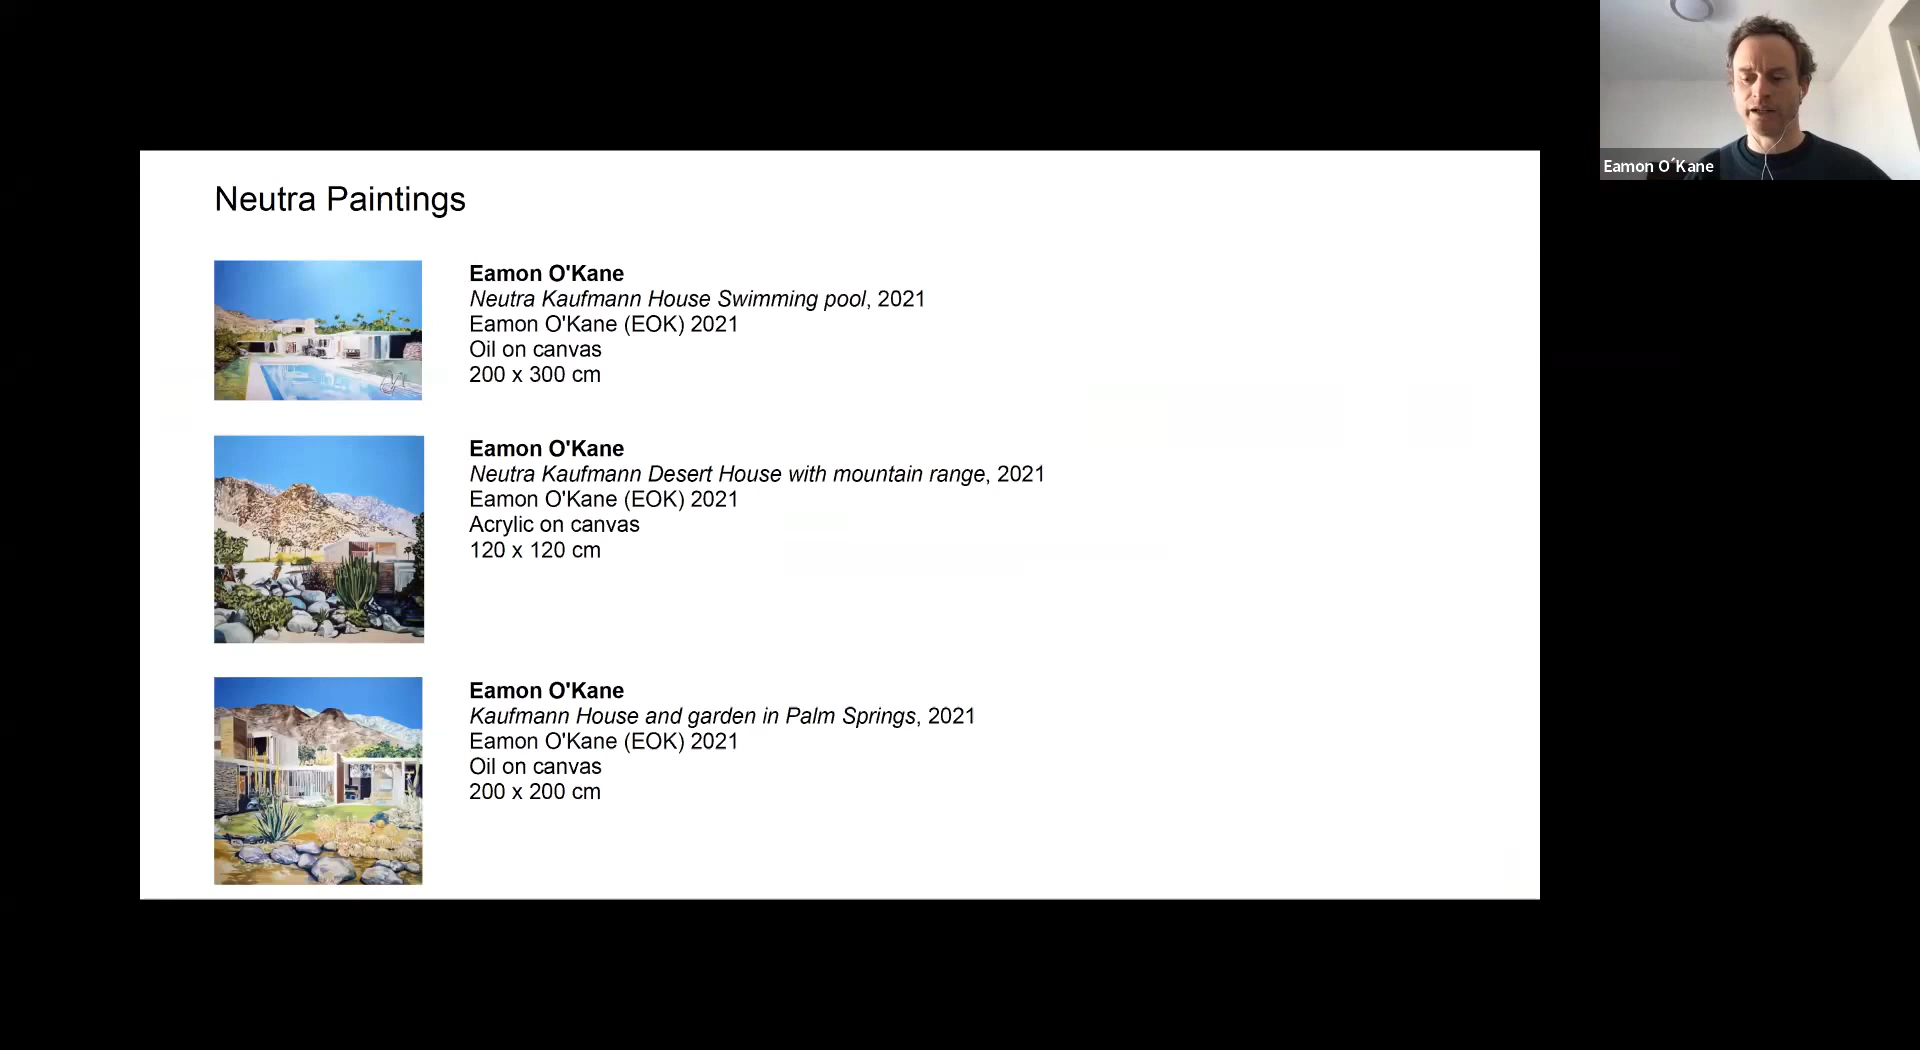 Eamon O´Kane
Neutra Paintings
Eamon O'Kane
Neutra Kaufmann House Swimming pool, 2021
Eamon O'Kane (EOK) 2021
Oil on canvas
200 x 300 cm
Eamon O'Kane
Neutra Kaufmann Desert House with mountain range, 2021
Eamon O'Kane (EOK) 2021
Acrylic on canvas
120 x 120 cm
Eamon O'Kane
Kaufmann House and garden in Palm Springs, 2021
Eamon O'Kane (EOK) 2021
Oil on canvas
200 x 200 cm